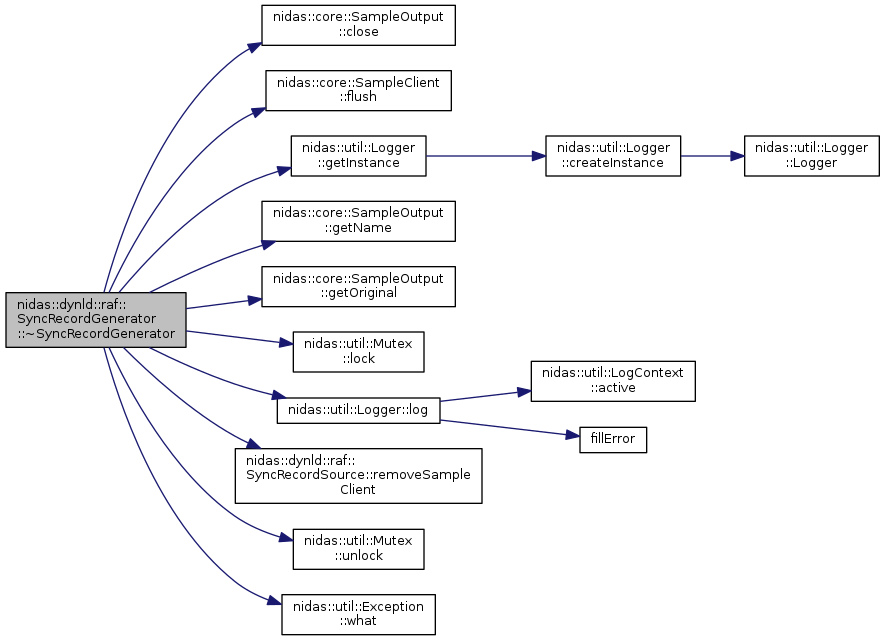 nidas::dynld::raf::
SyncRecordGenerator
::~SyncRecordGenerator
nidas::core::SampleOutput
::close
nidas::core::SampleClient
::flush
nidas::util::Logger
::getInstance
nidas::util::Logger
::createInstance
nidas::util::Logger
::Logger
nidas::core::SampleOutput
::getName
nidas::core::SampleOutput
::getOriginal
nidas::util::Mutex
::lock
nidas::util::Logger::log
nidas::util::LogContext
::active
fillError
nidas::dynld::raf::
SyncRecordSource::removeSample
Client
nidas::util::Mutex
::unlock
nidas::util::Exception
::what